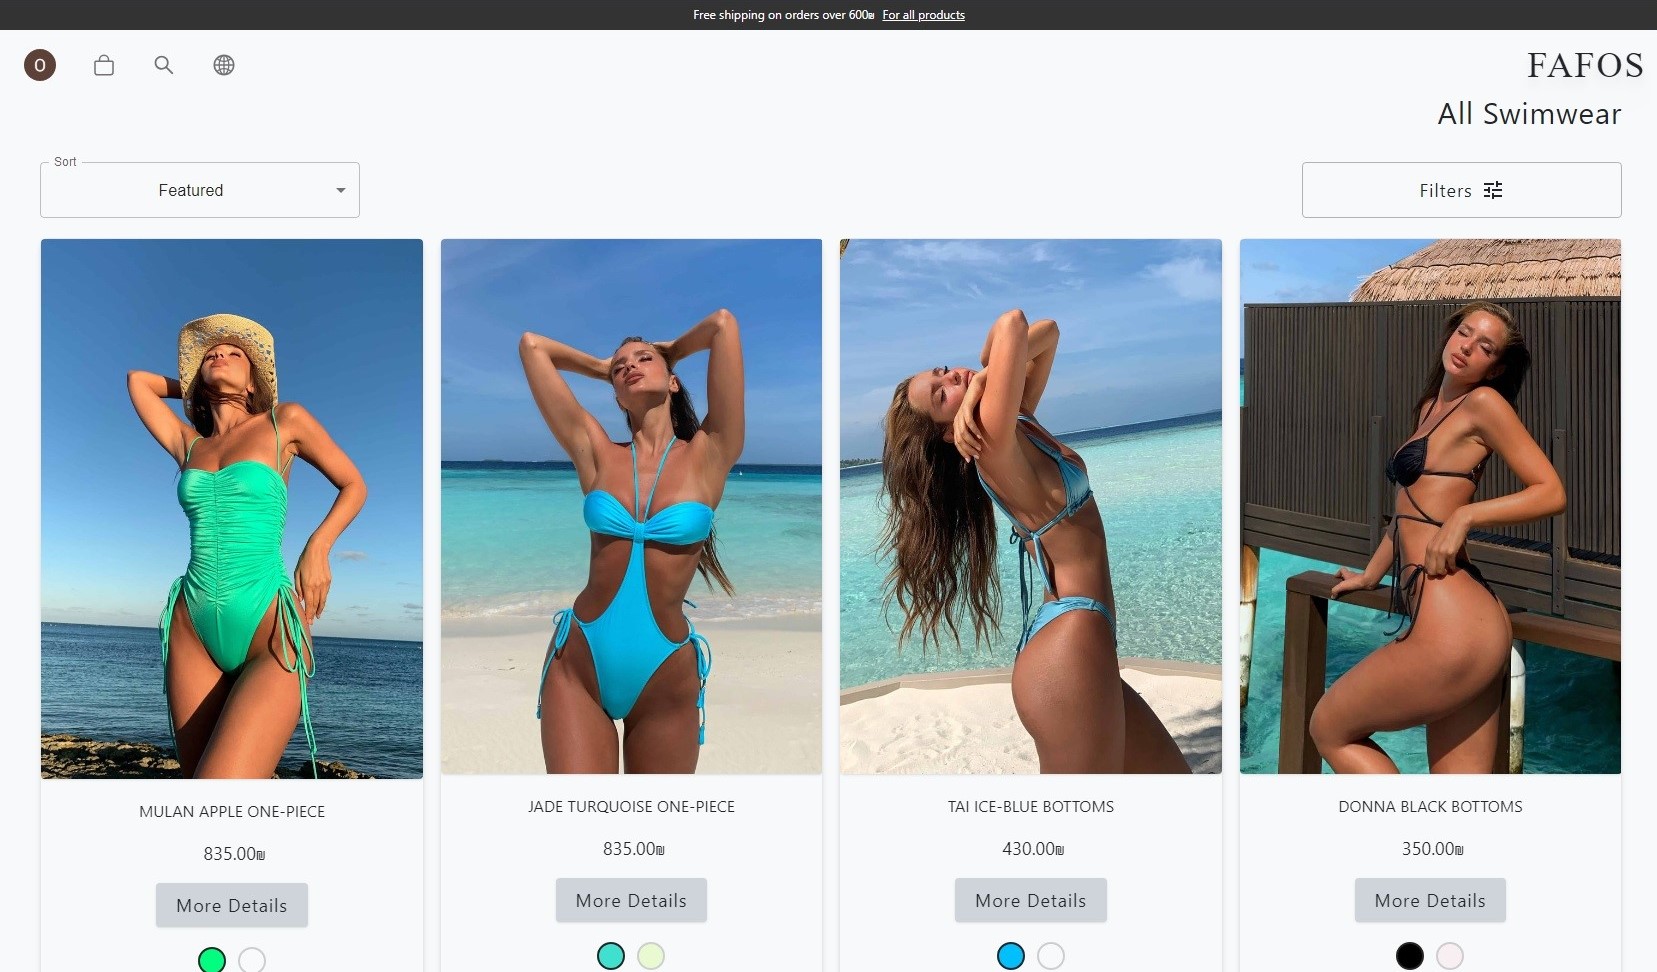 Free shipping on orders over 600₪ For all products
O
FAFOS
All Swimwear
Sort
Featured
Filters
MULAN APPLE ONE-PIECE
835.00₪
More Details
JADE TURQUOISE ONE-PIECE
835.00₪
More Details
TAI ICE-BLUE BOTTOMS
430.00₪
More Details
DONNA BLACK BOTTOMS
350.00₪
More Details